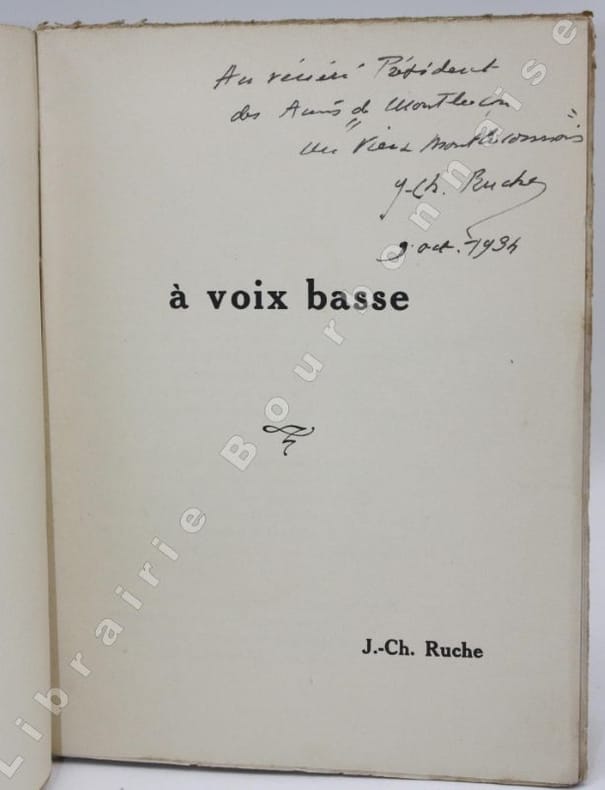 Au vénéré Président
des Amis de Montluçon
un "Vieux Montluçonnois"
J-Ch. Ruche
9 oct. 1934
à voix basse
J.-Ch. Ruche
Librairie Bourbonnaise